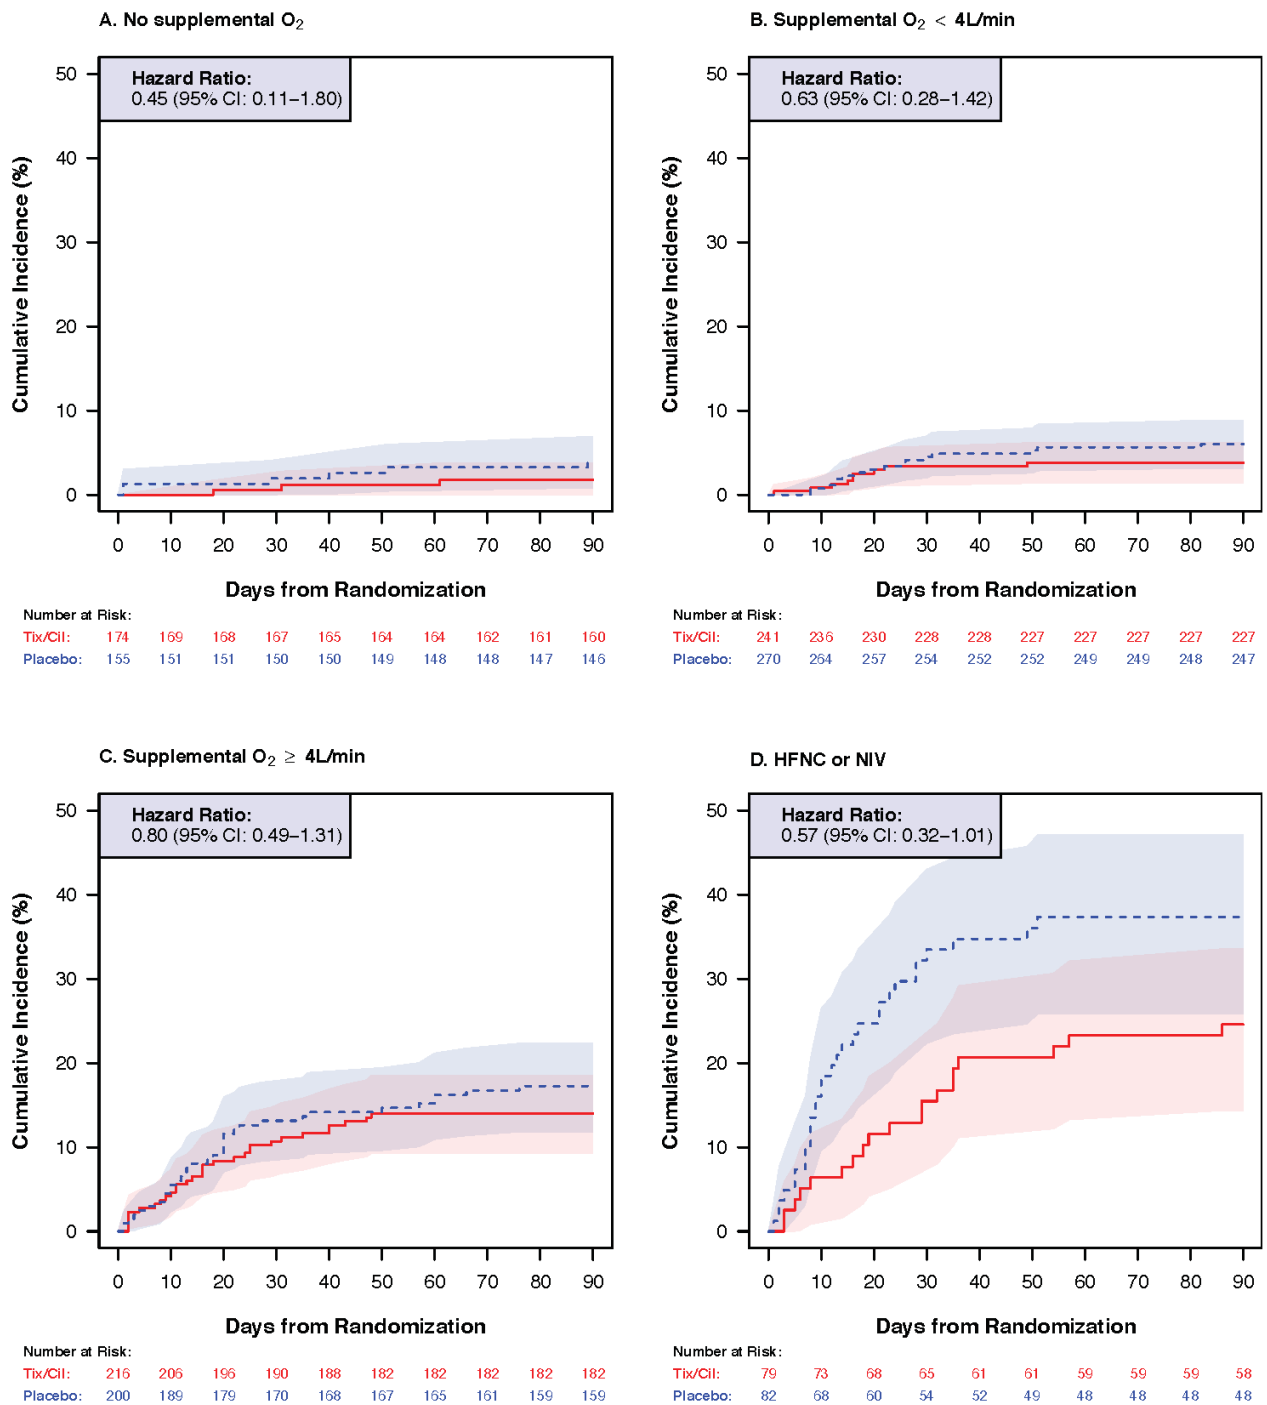 A. No supplemental O₂
Hazard Ratio:
0.45 (95% CI: 0.11–1.80)
50
40
30
20
10
0
Cumulative Incidence (%)
0 10 20 30 40 50 60 70 80 90
Days from Randomization
Number at Risk:
Tix/Cil: 174 169 168 167 165 164 164 162 161 160
Placebo: 155 151 151 150 150 149 148 148 147 146
B. Supplemental O₂ < 4L/min
Hazard Ratio:
0.63 (95% CI: 0.28–1.42)
50
40
30
20
10
0
Cumulative Incidence (%)
0 10 20 30 40 50 60 70 80 90
Days from Randomization
Number at Risk:
Tix/Cil: 241 236 230 228 228 227 227 227 227 227
Placebo: 270 264 257 254 252 252 249 249 248 247
C. Supplemental O₂ ≥ 4L/min
Hazard Ratio:
0.80 (95% CI: 0.49–1.31)
50
40
30
20
10
0
Cumulative Incidence (%)
0 10 20 30 40 50 60 70 80 90
Days from Randomization
Number at Risk:
Tix/Cil: 216 206 196 190 188 182 182 182 182 182
Placebo: 200 189 179 170 168 167 165 161 159 159
D. HFNC or NIV
Hazard Ratio:
0.57 (95% CI: 0.32–1.01)
50
40
30
20
10
0
Cumulative Incidence (%)
0 10 20 30 40 50 60 70 80 90
Days from Randomization
Number at Risk:
Tix/Cil: 79 73 68 65 61 61 59 59 59 58
Placebo: 82 68 60 54 52 49 48 48 48 48